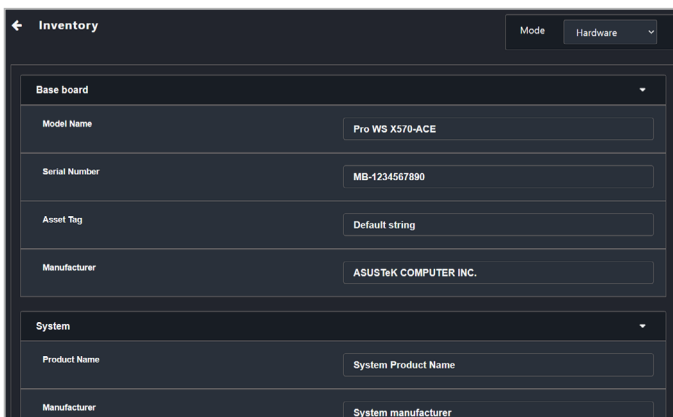 Inventory
Mode
Hardware
Base board
Model Name
Pro WS X570-ACE
Serial Number
MB-1234567890
Asset Tag
Default string
Manufacturer
ASUSTeK COMPUTER INC.
System
Product Name
System Product Name
Manufacturer
System manufacturer